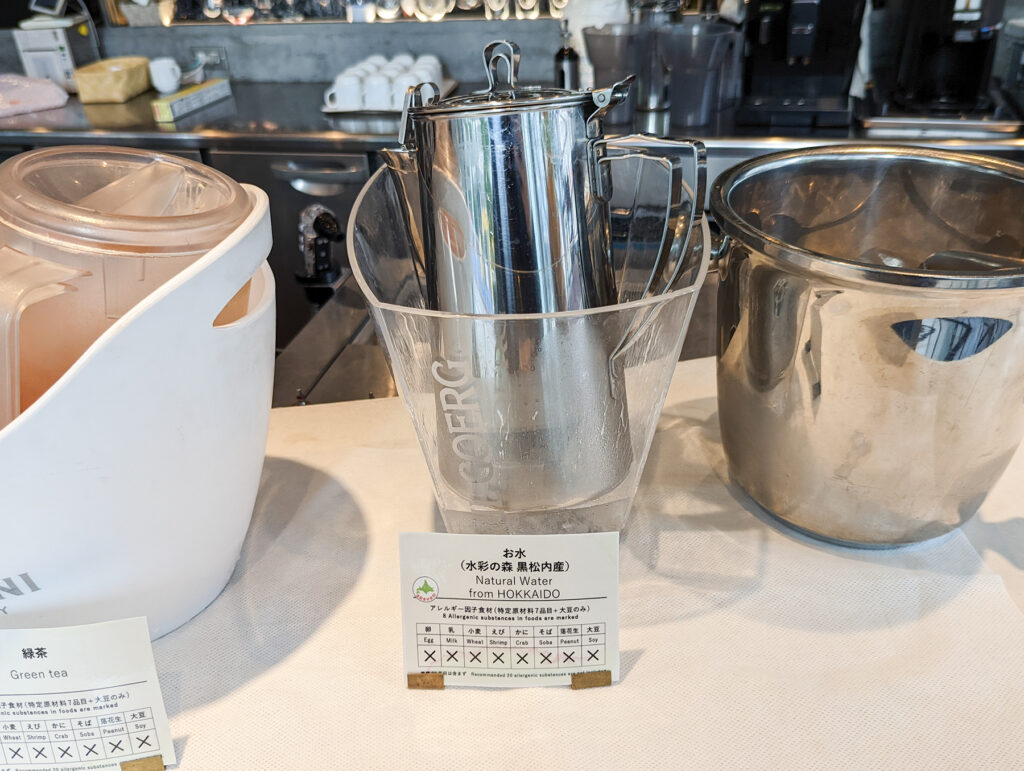 GOERG
NI
お水
(水彩の森 黒松内産)
Natural Water
from HOKKAIDO
アレルギー因子食材(特定原材料7品目+大豆のみ)
8 Allergenic substances in foods are marked
卵 乳 小麦 えび かに そば 落花生 大豆
Egg Milk Wheat Shrimp Crab Soba Peanut Soy
× × × × × × × ×
Recommended 20 allergenic substances are not
緑茶
Green tea
子食材(特定原材料7品目+大豆のみ)
substances in foods are marked
小麦 えび かに そば 落花生 大豆
Wheat Shrimp Crab Soba Peanut Soy
× × × × × ×
Recommended 20 allergenic substances